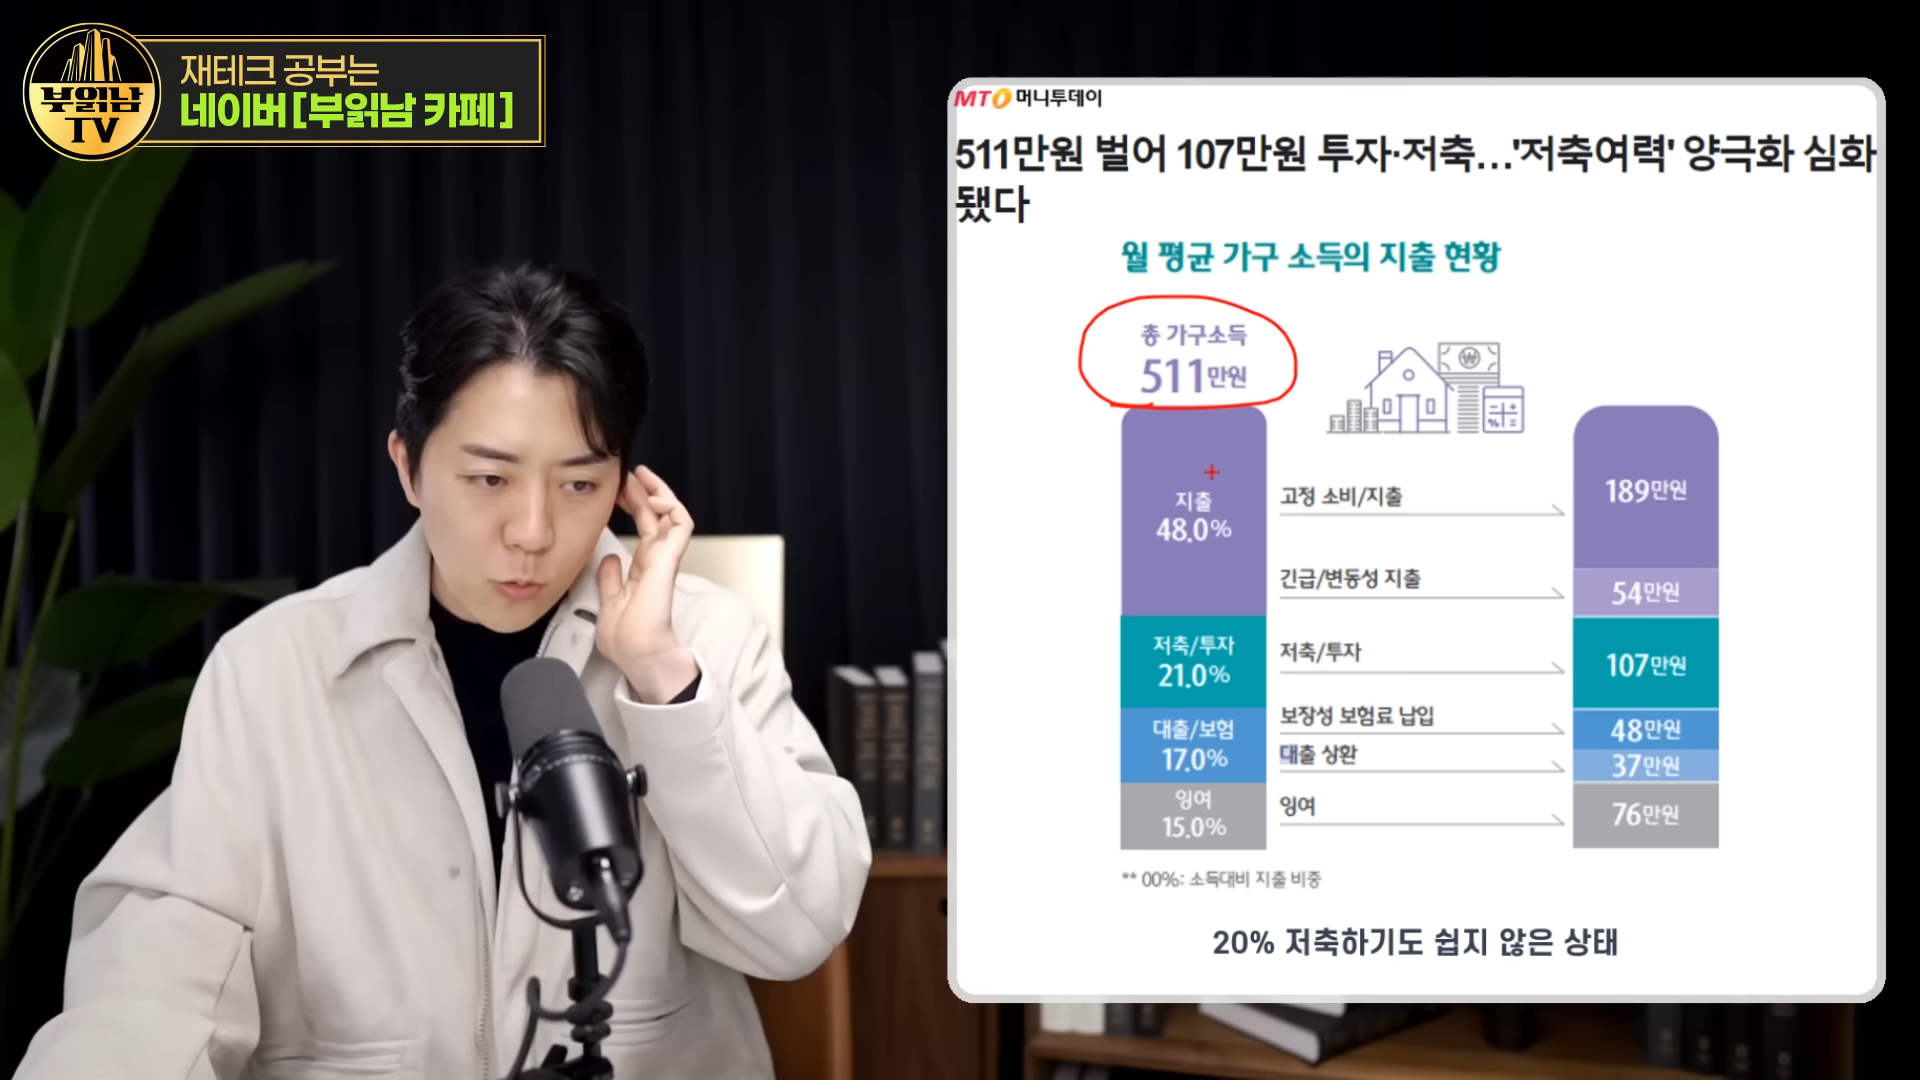 부읽남
TV
재테크 공부는
네이버 [부읽남 카페]
MTO 머니투데이
511만원 벌어 107만원 투자·저축...'저축여력' 양극화 심화
됐다
월 평균 가구 소득의 지출 현황
총 가구소득
511만원
지출
48.0%
저축/투자
21.0%
대출/보험
17.0%
잉여
15.0%
고정 소비/지출
긴급/변동성 지출
저축/투자
보장성 보험료 납입
대출 상환
잉여
189만원
54만원
107만원
48만원
37만원
76만원
** 00%: 소득대비 지출 비중
20% 저축하기도 쉽지 않은 상태